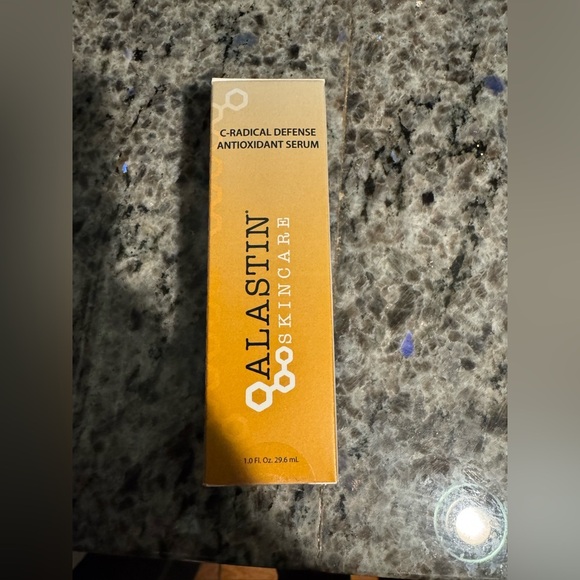 C-RADICAL DEFENSE
ANTIOXIDANT SERUM
ALASTIN
SKINCARE
1.0 Fl. Oz. 29.6 mL